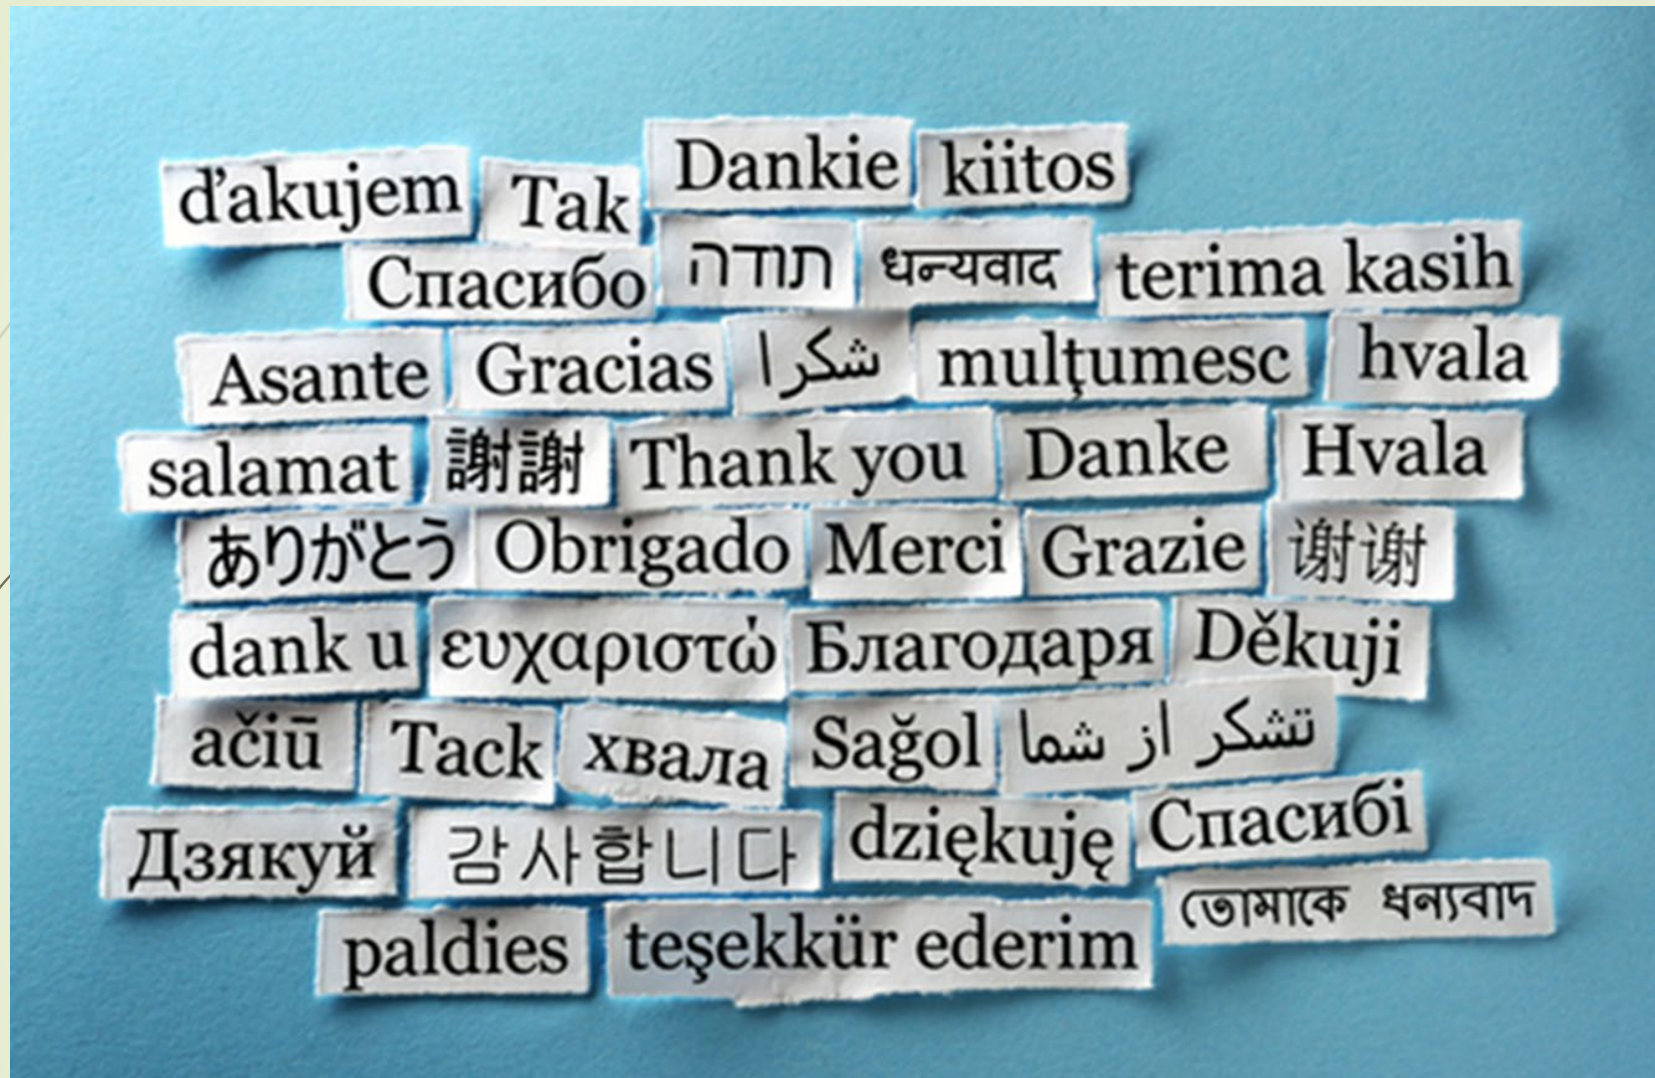 ďakujem Tak Dankie kiitos
Спасибо תודה धन्यवाद terima kasih
Asante Gracias شكرا mulţumesc hvala
salamat 謝謝 Thank you Danke Hvala
ありがとう Obrigado Merci Grazie 谢谢
dank u ευχαριστώ Благодаря Děkuji
ačiū Tack хвала Sağol تشكر از شما
Дзякуй 감사합니다 dziękuję Спасибі
paldies teşekkür ederim তোমাকে ধন্যবাদ